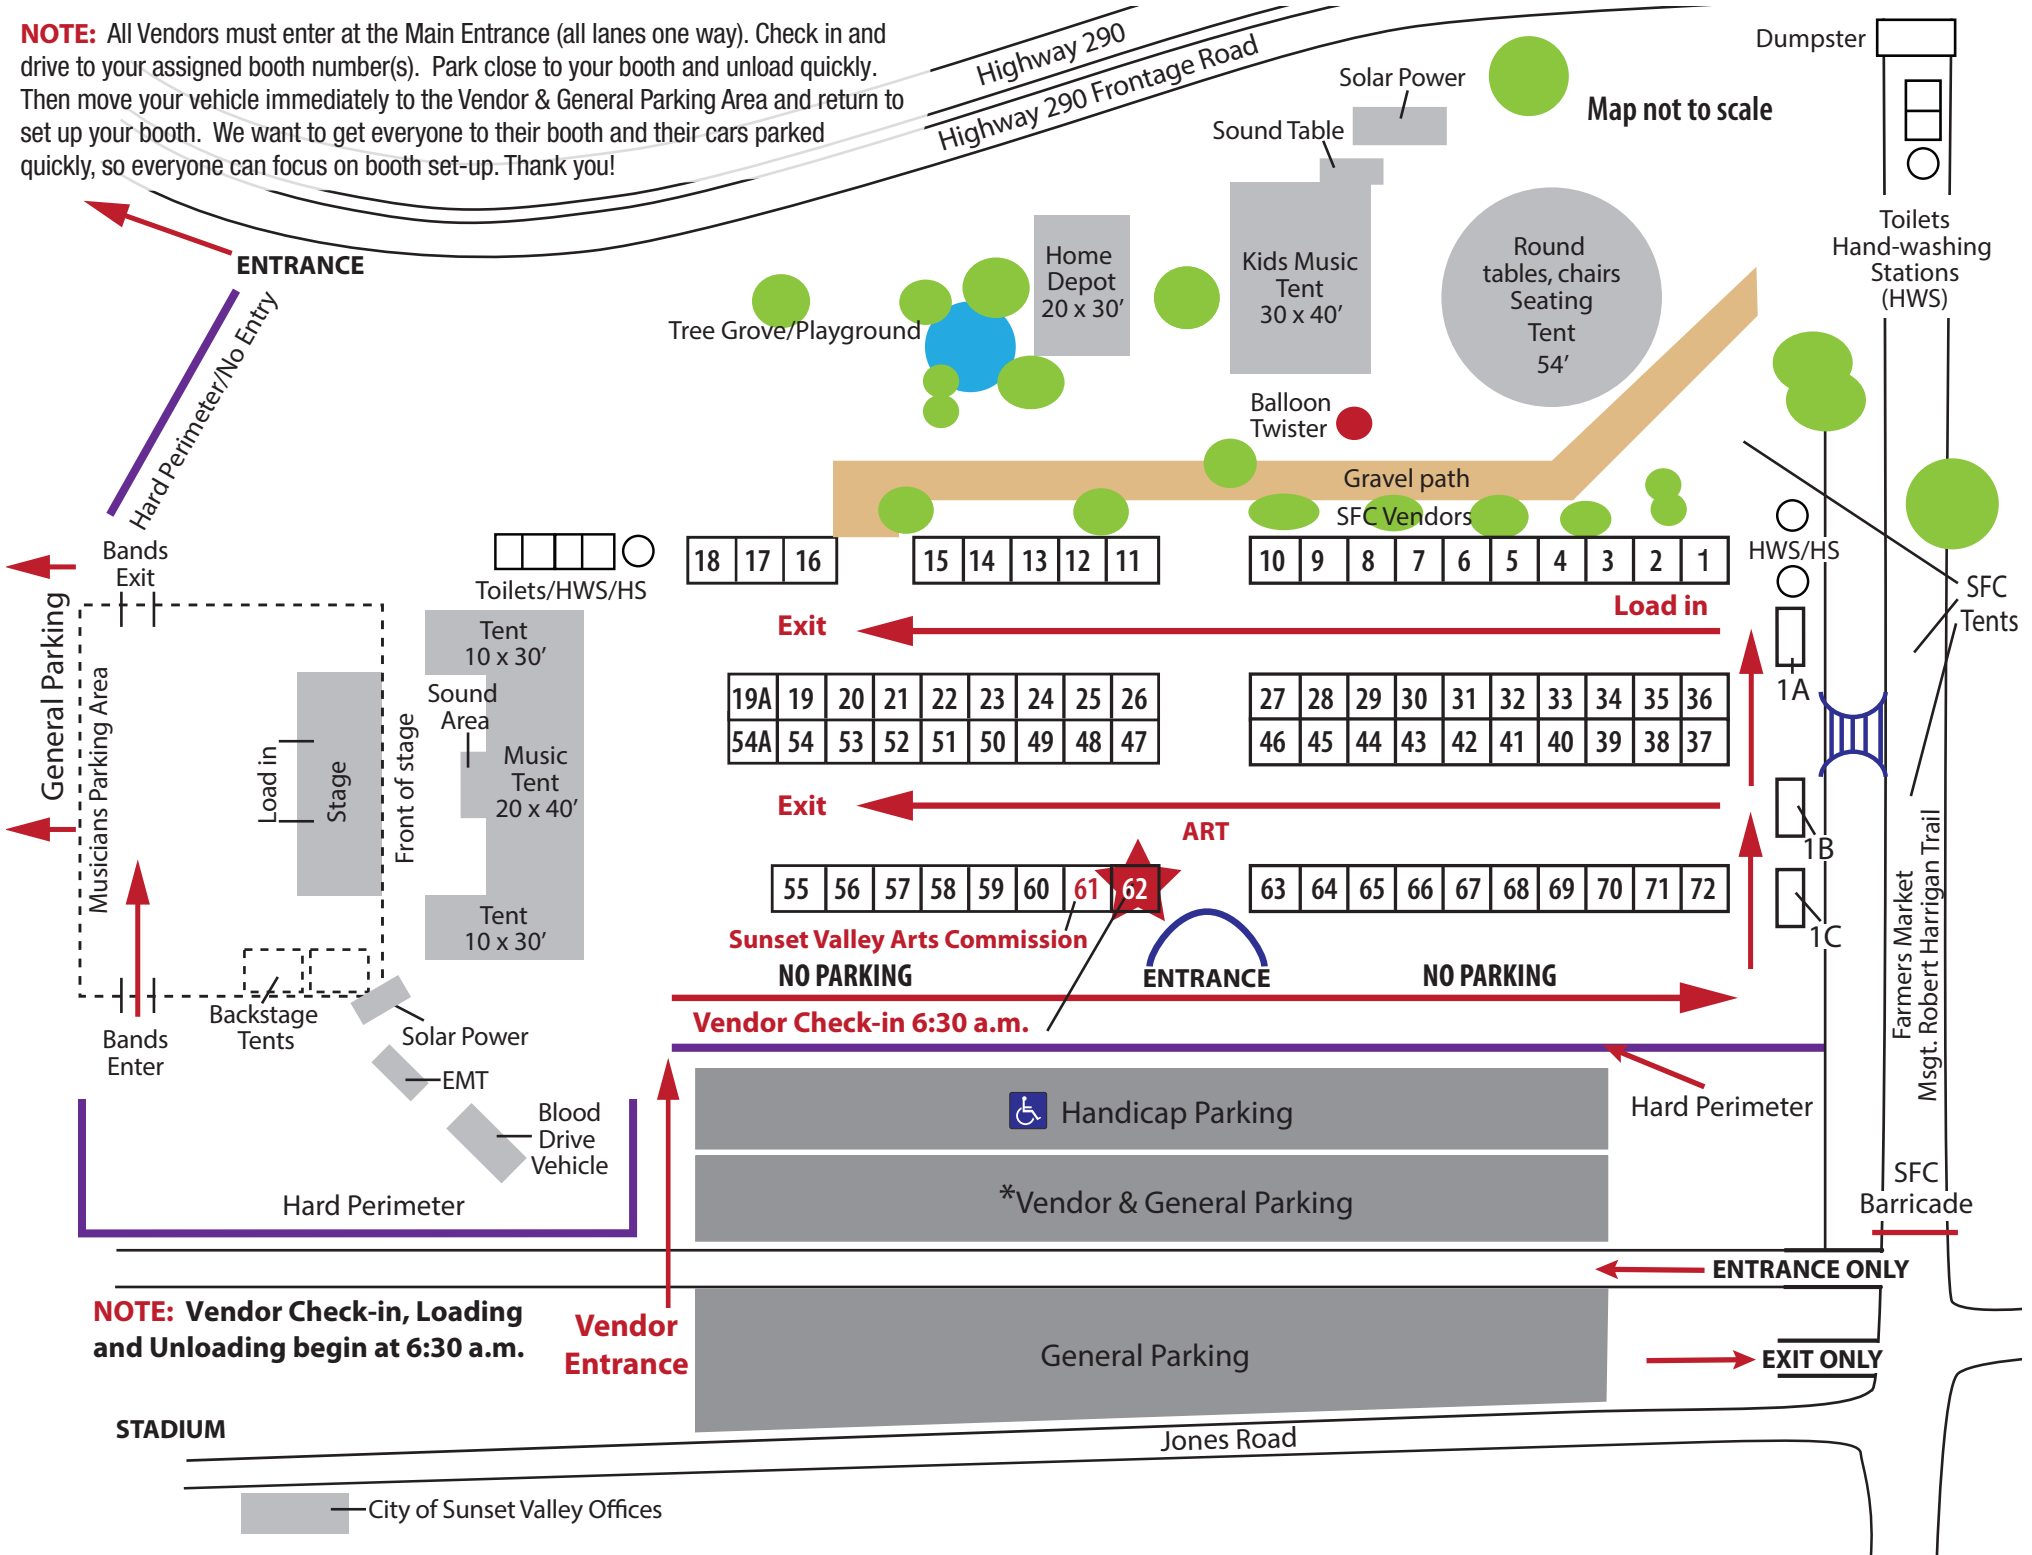 NOTE: All Vendors must enter at the Main Entrance (all lanes one way). Check in and
drive to your assigned booth number(s). Park close to your booth and unload quickly.
Then move your vehicle immediately to the Vendor & General Parking Area and return to
set up your booth. We want to get everyone to their booth and their cars parked
quickly, so everyone can focus on booth set-up. Thank you!
Highway 290
Highway 290 Frontage Road
Solar Power
Sound Table
Map not to scale
Dumpster
Toilets
Hand-washing
Stations
(HWS)
ENTRANCE
Hard Perimeter/No Entry
Tree Grove/Playground
Home
Depot
20 x 30’
Kids Music
Tent
30 x 40’
Round
tables, chairs
Seating
Tent
54’
Balloon
Twister
Gravel path
SFC Vendors
Bands
Exit
Toilets/HWS/HS
18 17 16
15 14 13 12 11
10 9 8 7 6 5 4 3 2 1
HWS/HS
SFC
Tents
Exit
Load in
1A
General Parking
Musicians Parking Area
Load in
Stage
Front of stage
Tent
10 x 30’
Sound
Area
Music
Tent
20 x 40’
Tent
10 x 30’
19A 19 20 21 22 23 24 25 26
27 28 29 30 31 32 33 34 35 36
54A 54 53 52 51 50 49 48 47
46 45 44 43 42 41 40 39 38 37
Exit
ART
1B
55 56 57 58 59 60 61 62
63 64 65 66 67 68 69 70 71 72
1C
Sunset Valley Arts Commission
NO PARKING
ENTRANCE
NO PARKING
Vendor Check-in 6:30 a.m.
Farmers Market
Msgt. Robert Harrigan Trail
Bands
Enter
Backstage
Tents
Solar Power
EMT
Blood
Drive
Vehicle
Hard Perimeter
Handicap Parking
Hard Perimeter
*Vendor & General Parking
SFC
Barricade
ENTRANCE ONLY
NOTE: Vendor Check-in, Loading
and Unloading begin at 6:30 a.m.
Vendor
Entrance
General Parking
EXIT ONLY
STADIUM
Jones Road
City of Sunset Valley Offices